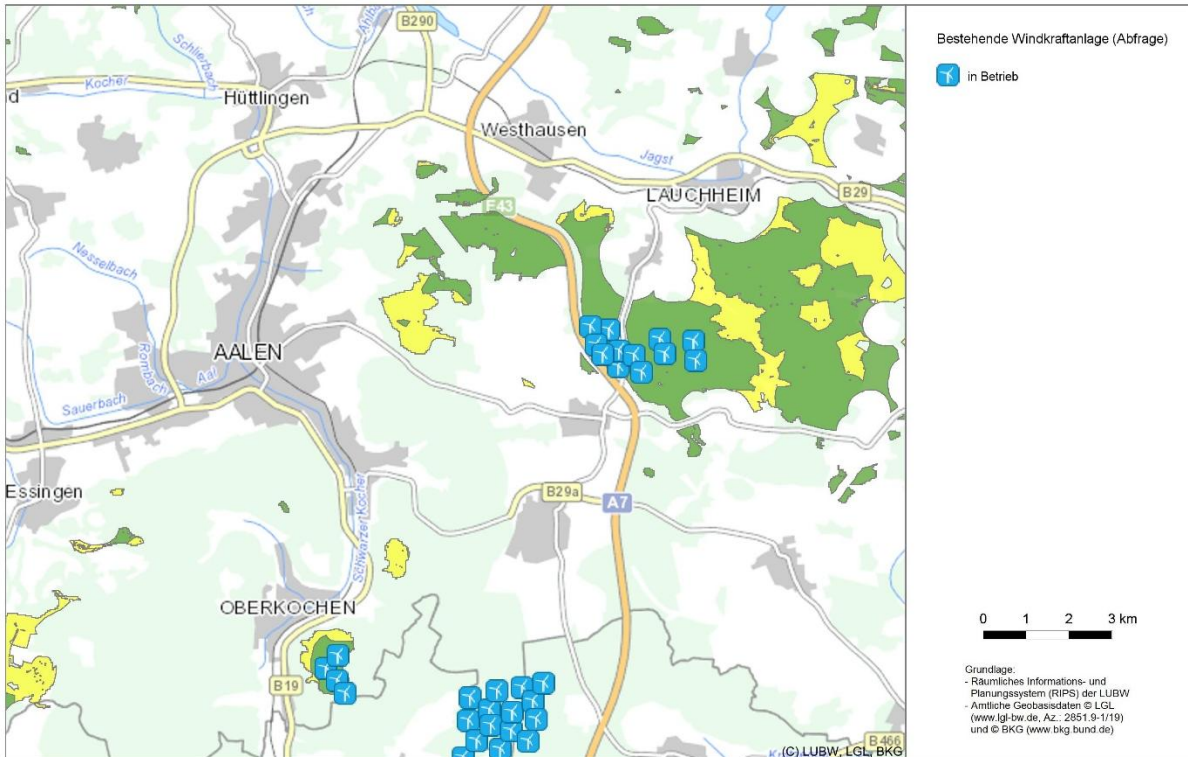 B290
Ahlb
Schlierbach
Kocher
d
Hüttlingen
Westhausen
Jagst
LAUCHHEIM
B29
E43
Nesselbach
Rombach
AALEN
Aal
Sauerbach
Essingen
B29a
A7
Schwarzer Kocher
OBERKOCHEN
B19
B466
(C) LUBW, LGL, BKG
Bestehende Windkraftanlage (Abfrage)
in Betrieb
0 1 2 3 km
Grundlage:
- Räumliches Informations- und
Planungssystem (RIPS) der LUBW
- Amtliche Geobasisdaten © LGL
(www.lgl-bw.de, Az.: 2851.9-1/19)
und © BKG (www.bkg.bund.de)